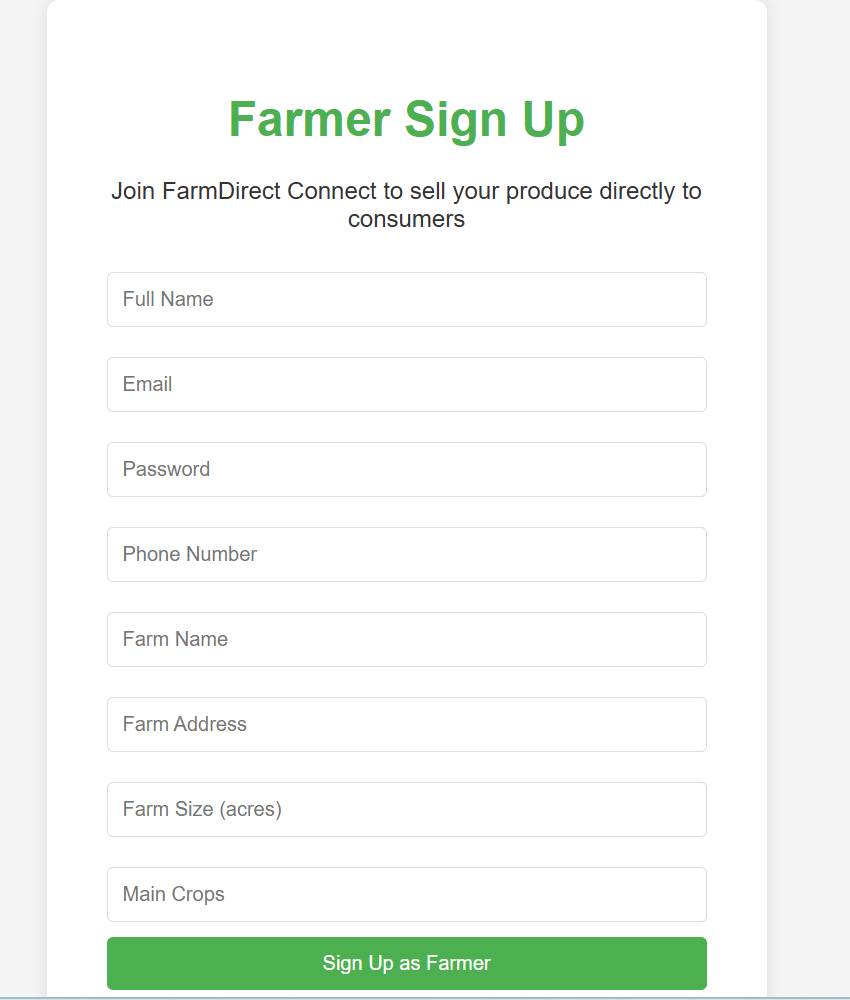 Farmer Sign Up
Join FarmDirect Connect to sell your produce directly to
consumers
Full Name
Email
Password
Phone Number
Farm Name
Farm Address
Farm Size (acres)
Main Crops
Sign Up as Farmer